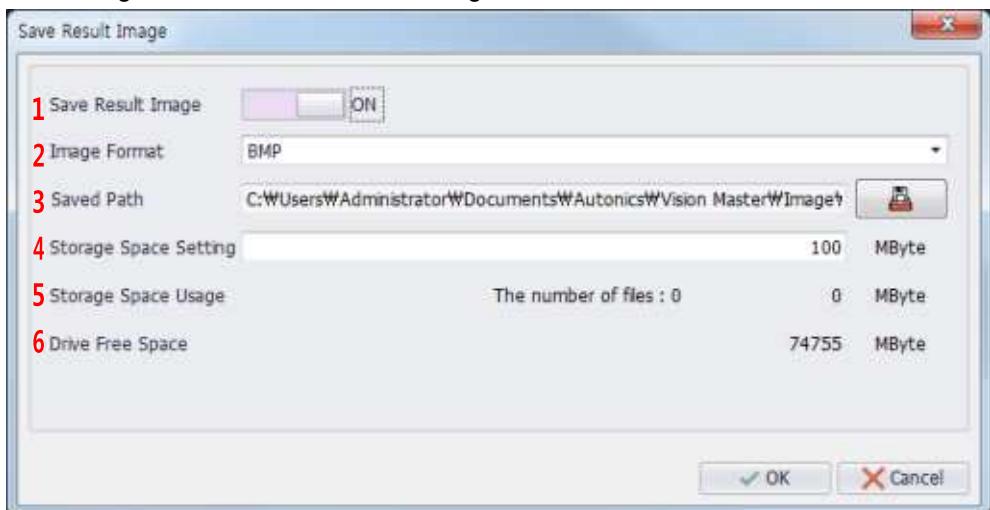 Save Result Image
1 Save Result Image ON
2 Image Format BMP
3 Saved Path C:₩Users₩Administrator₩Documents₩Autonics₩Vision Master₩Image₩
4 Storage Space Setting 100 MByte
5 Storage Space Usage The number of files : 0 0 MByte
6 Drive Free Space 74755 MByte
OK Cancel